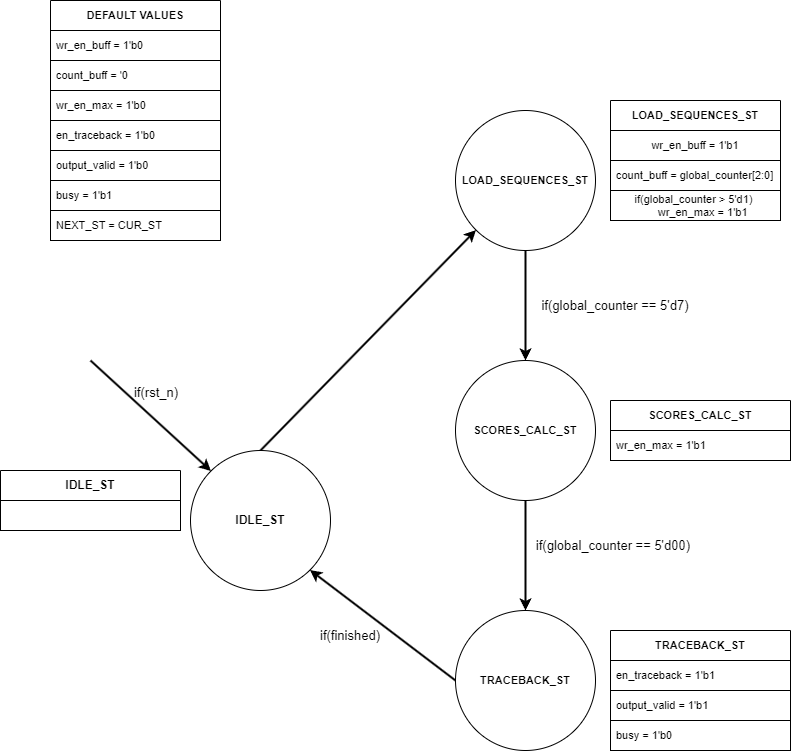 DEFAULT VALUES
wr_en_buff = 1'b0
count_buff = '0
wr_en_max = 1'b0
en_traceback = 1'b0
output_valid = 1'b0
busy = 1'b1
NEXT_ST = CUR_ST
LOAD_SEQUENCES_ST
LOAD_SEQUENCES_ST
wr_en_buff = 1'b1
count_buff = global_counter[2:0]
if(global_counter > 5'd1)
wr_en_max = 1'b1
if(global_counter == 5'd7)
if(rst_n)
SCORES_CALC_ST
SCORES_CALC_ST
wr_en_max = 1'b1
IDLE_ST
IDLE_ST
if(global_counter == 5'd00)
if(finished)
TRACEBACK_ST
TRACEBACK_ST
en_traceback = 1'b1
output_valid = 1'b1
busy = 1'b0